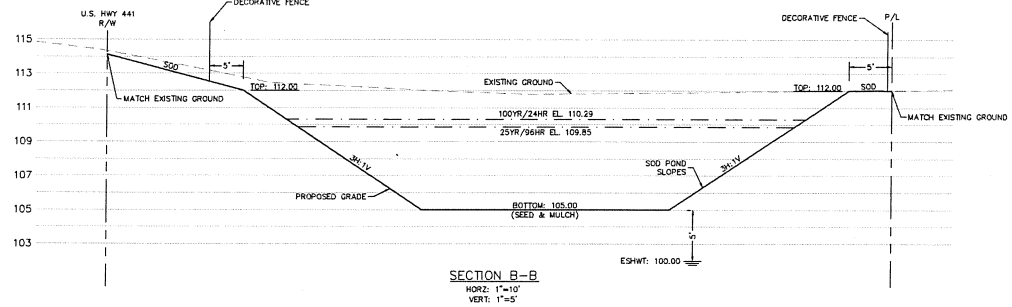 DECORATIVE FENCE
U.S. HWY 441
R/W
DECORATIVE FENCE
P/L
115
SOD
5'
5'
113
EXISTING GROUND
TOP: 112.00
TOP: 112.00
SOD
MATCH EXISTING GROUND
111
100YR/24HR EL. 110.29
MATCH EXISTING GROUND
25YR/96HR EL. 109.85
109
3H:1V
SOD POND
SLOPES
3H:1V
107
PROPOSED GRADE
BOTTOM: 105.00
105
(SEED & MULCH)
5'
103
ESHWT: 100.00
SECTION B-B
HORZ: 1"=10'
VERT: 1"=5'